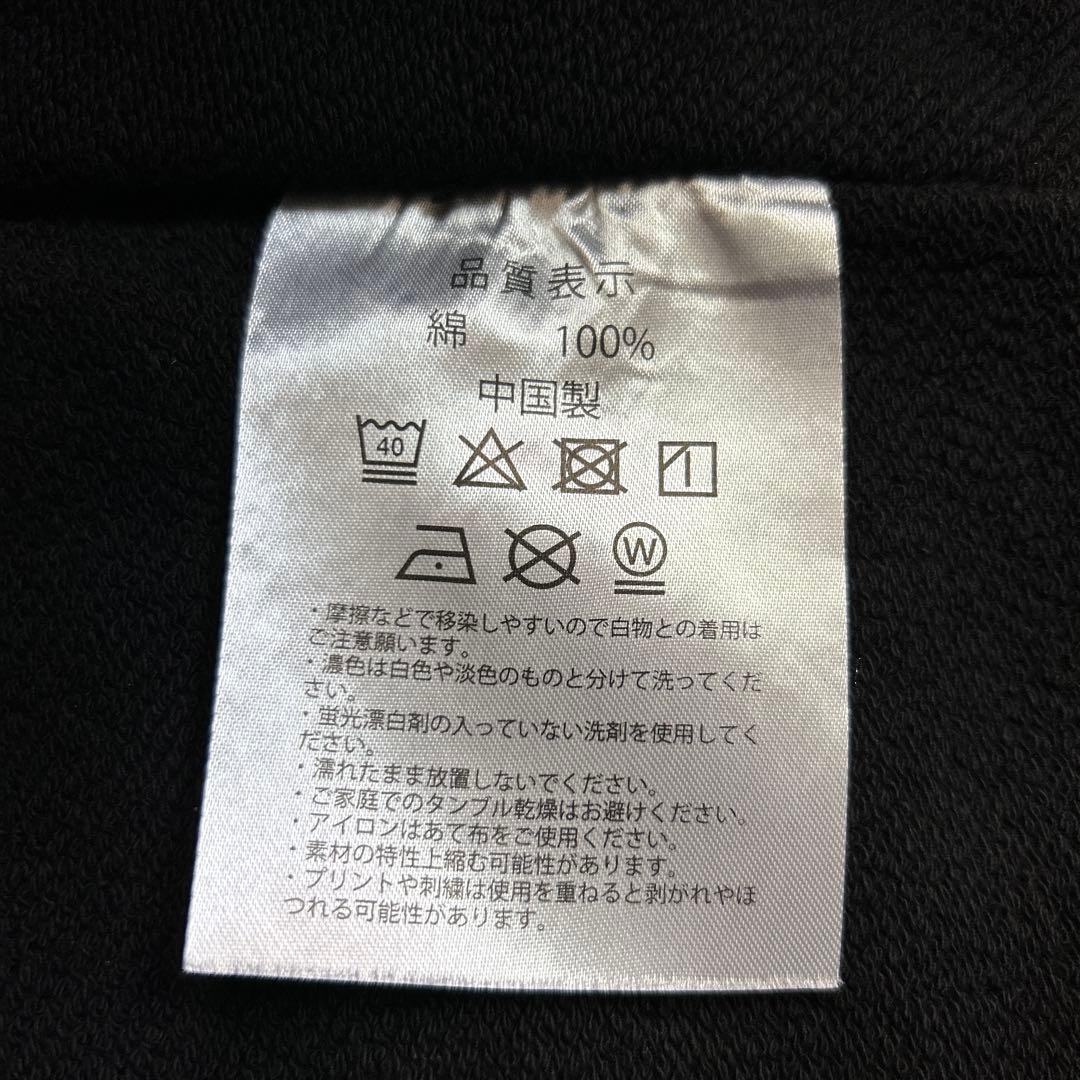 品質表示
綿 100%
中国製
40
W
・摩擦などで移染しやすいので白物との着用は
ご注意願います。
・濃色は白色や淡色のものと分けて洗ってくだ
さい。
・蛍光漂白剤の入っていない洗剤を使用してく
ださい。
・濡れたまま放置しないでください。
・ご家庭でのタンブル乾燥はお避けください。
・アイロンはあて布をご使用ください。
・素材の特性上縮む可能性があります。
・プリントや刺繍は使用を重ねると剥がれやほ
つれる可能性があります。